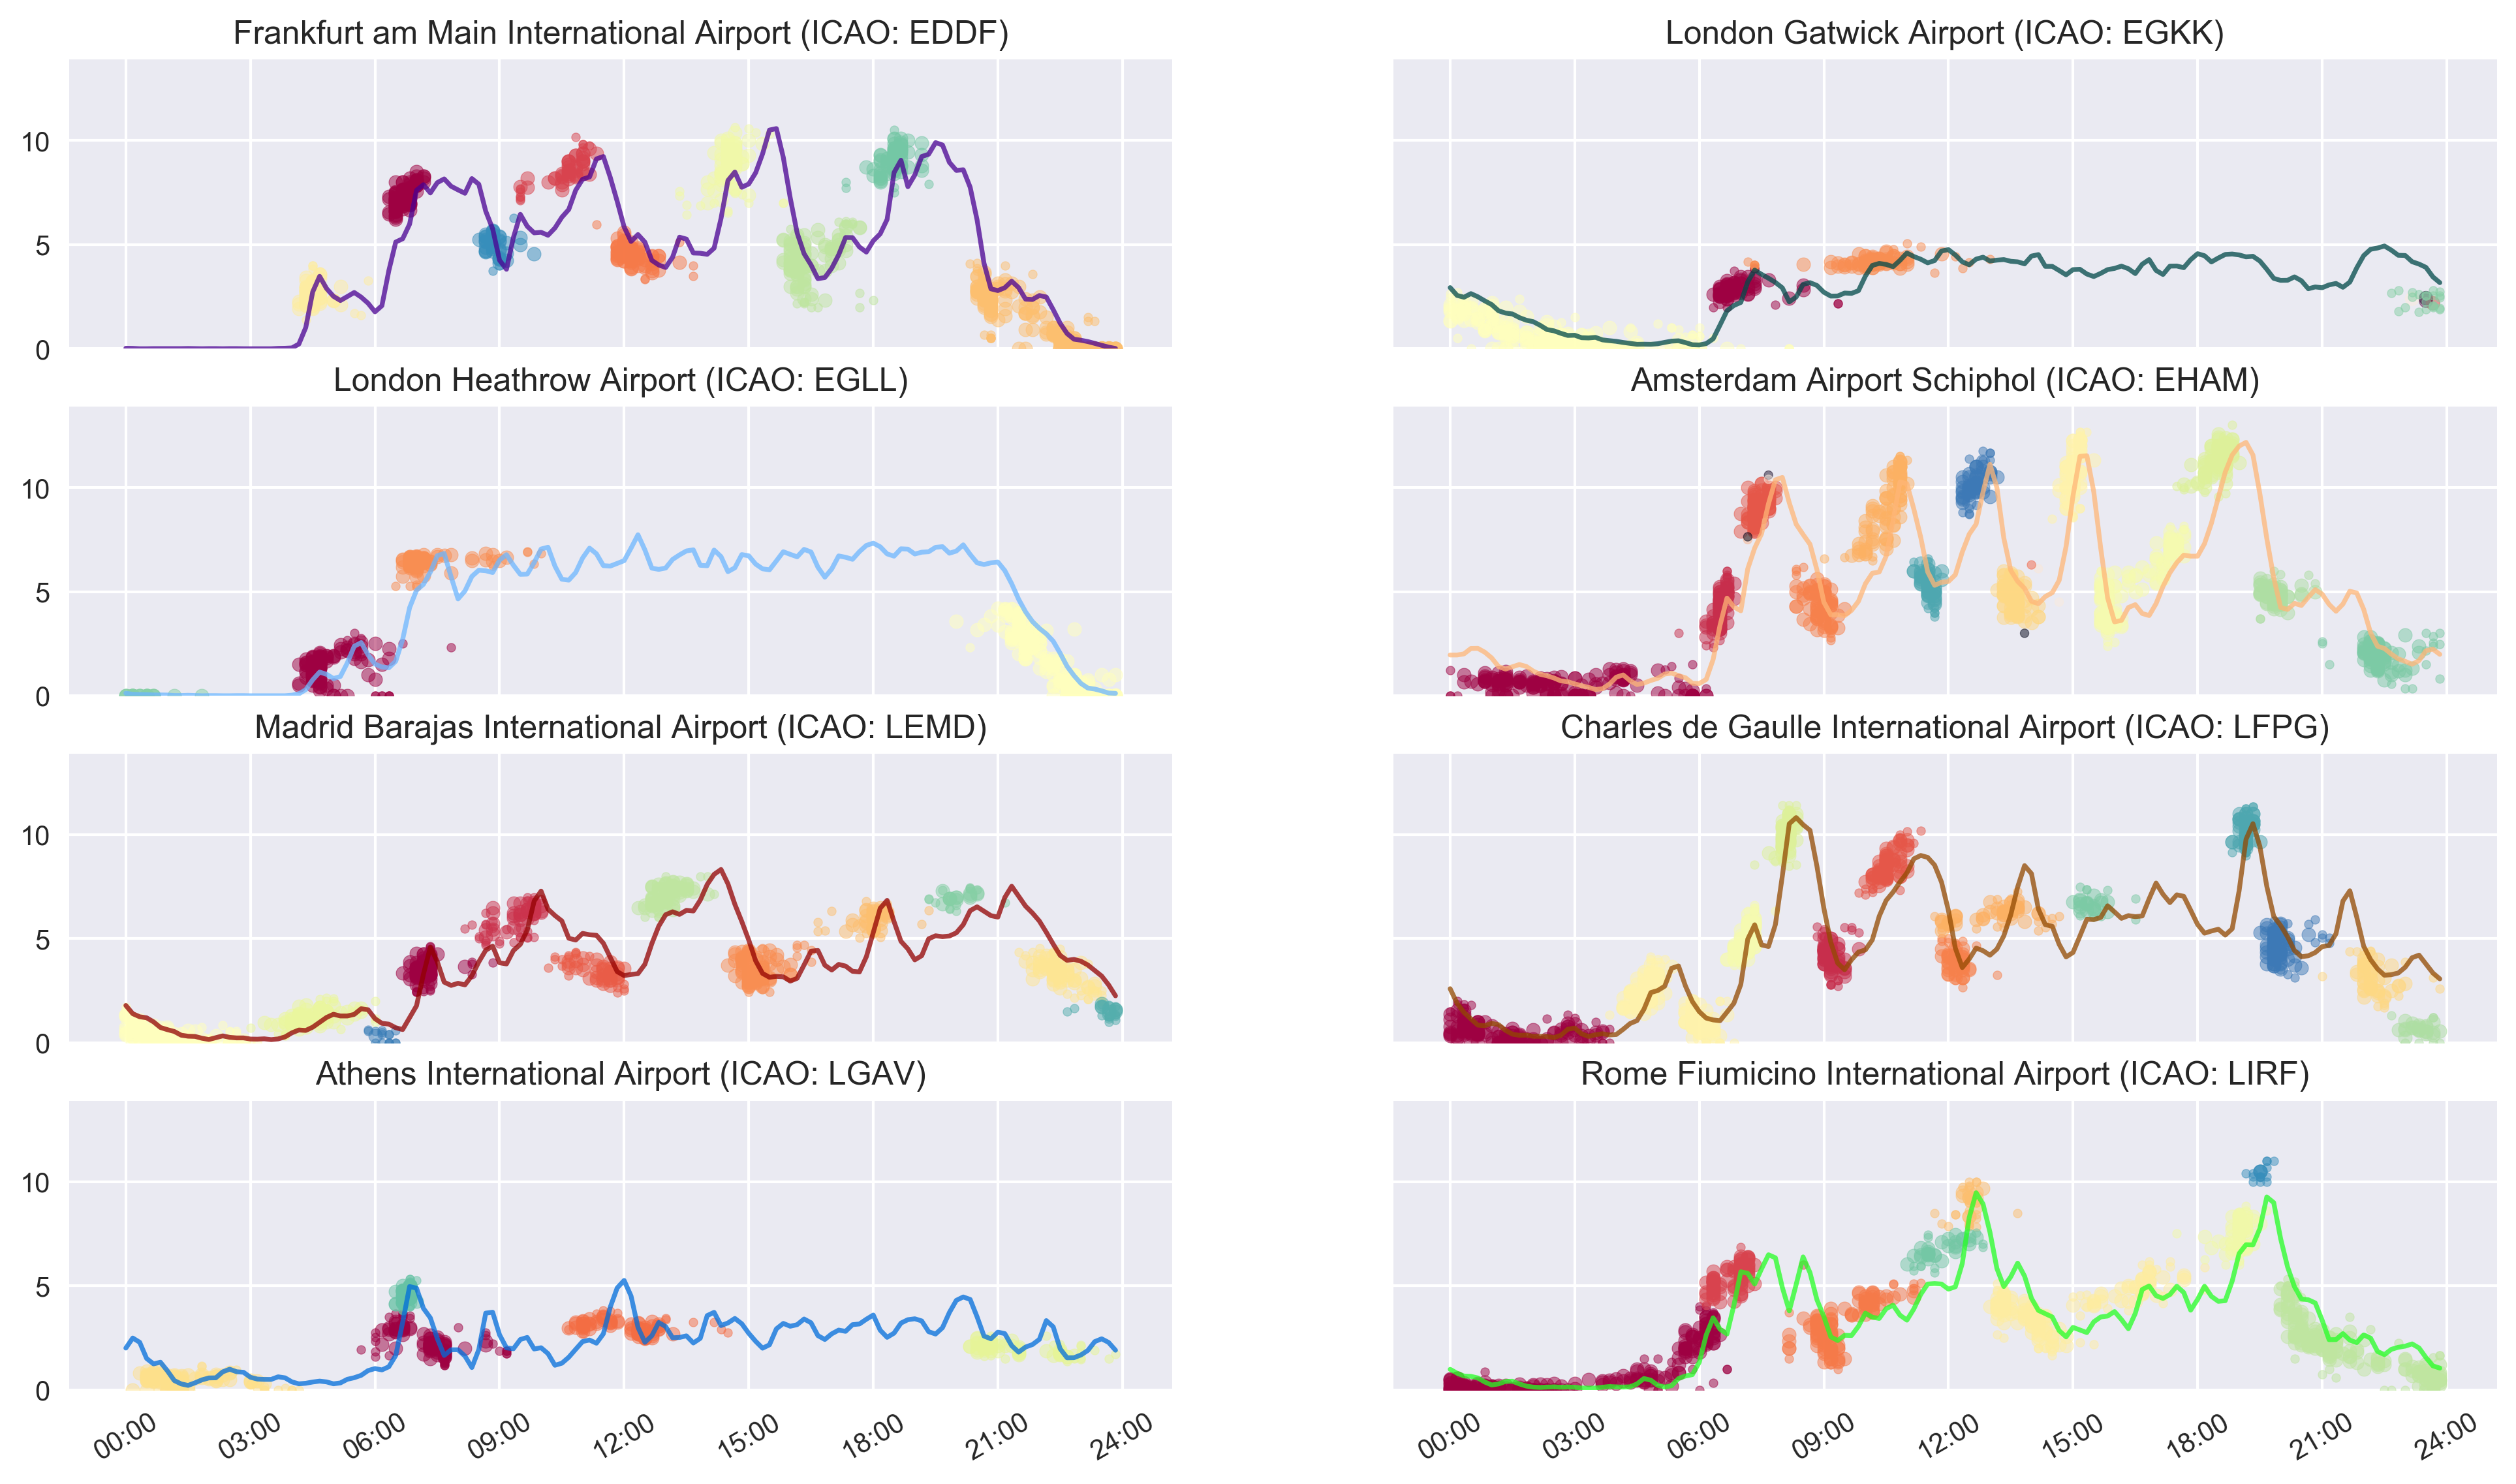 Frankfurt am Main International Airport (ICAO: EDDF)
London Gatwick Airport (ICAO: EGKK)
10
5
0
London Heathrow Airport (ICAO: EGLL)
Amsterdam Airport Schiphol (ICAO: EHAM)
10
5
0
Madrid Barajas International Airport (ICAO: LEMD)
Charles de Gaulle International Airport (ICAO: LFPG)
10
5
0
Athens International Airport (ICAO: LGAV)
Rome Fiumicino International Airport (ICAO: LIRF)
10
5
0
00:00 03:00 06:00 09:00 12:00 15:00 18:00 21:00 24:00
00:00 03:00 06:00 09:00 12:00 15:00 18:00 21:00 24:00